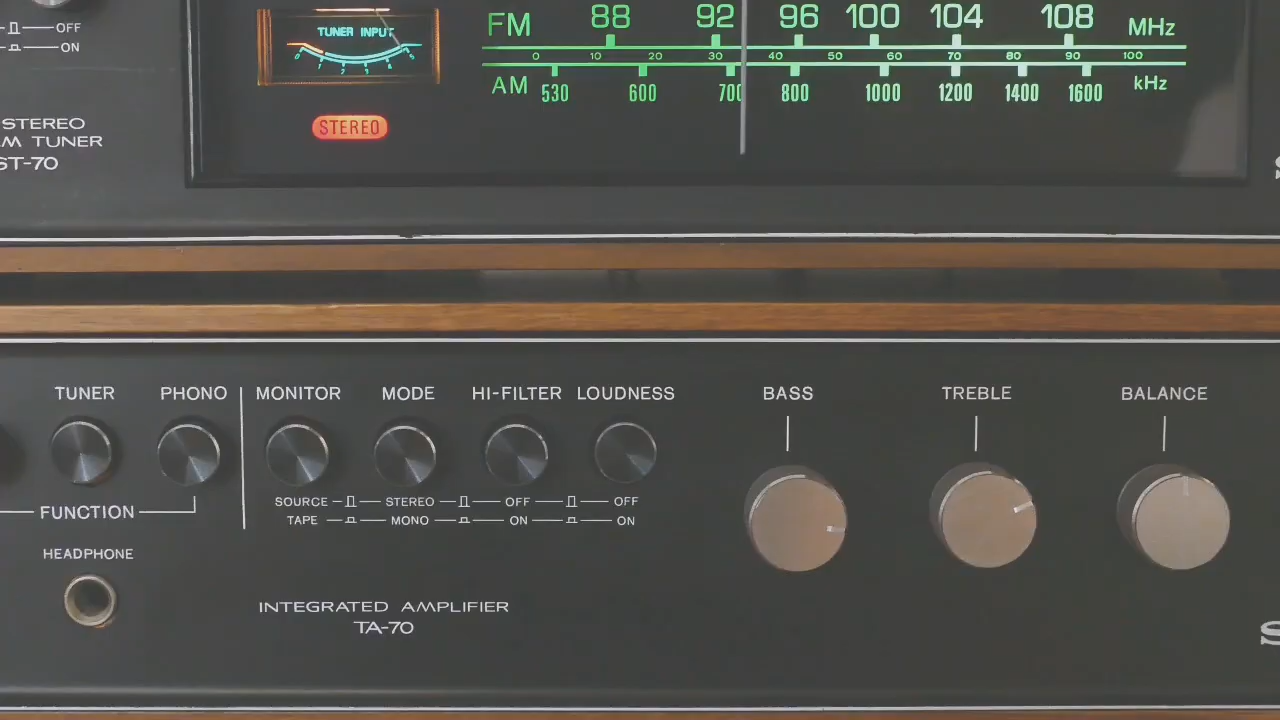 OFF
ON
STEREO
M TUNER
ST-70
TUNER INPUT
STEREO
FM 88 92 96 100 104 108 MHz
0 10 20 30 40 50 60 70 80 90 100
AM 530 600 700 800 1000 1200 1400 1600 kHz
S
TUNER PHONO MONITOR MODE HI-FILTER LOUDNESS BASS TREBLE BALANCE
SOURCE STEREO OFF OFF
TAPE MONO ON ON
FUNCTION
HEADPHONE
INTEGRATED AMPLIFIER
TA-70
S